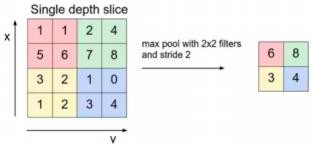 Single depth slice
x
1 1 2 4
5 6 7 8
3 2 1 0
1 2 3 4
y
max pool with 2x2 filters
and stride 2
6 8
3 4